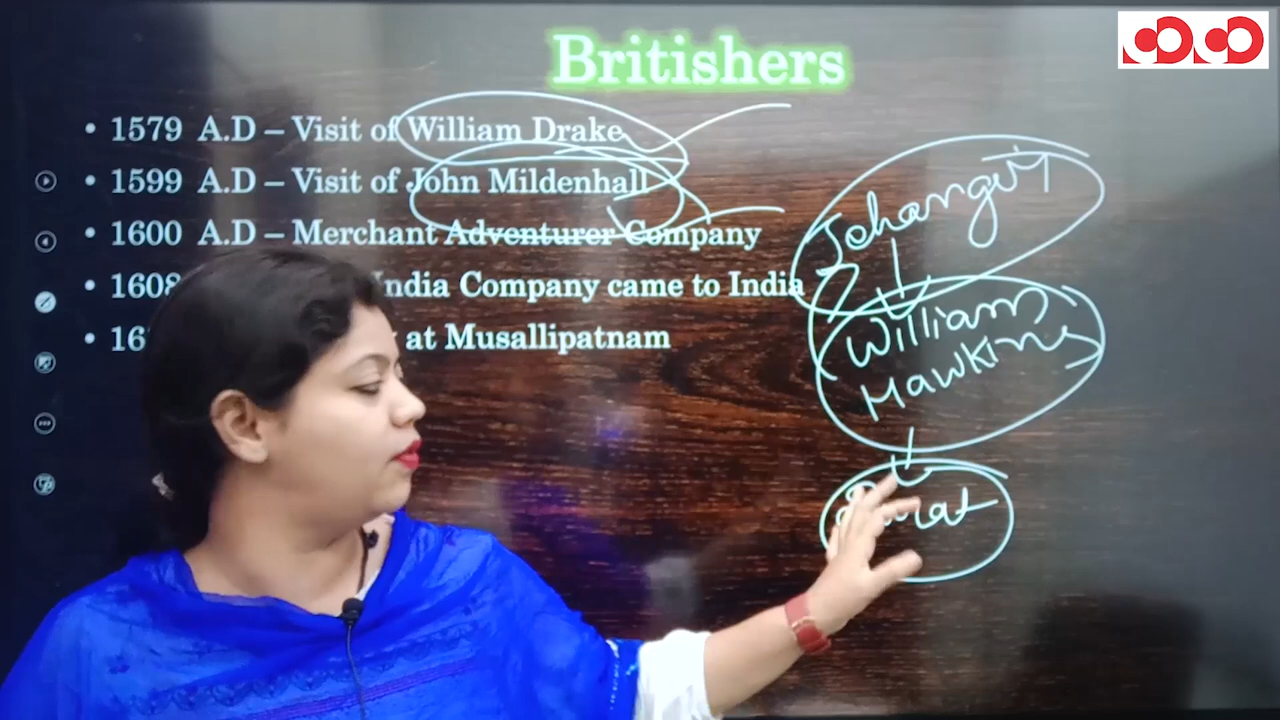 Britishers
• 1579 A.D – Visit of William Drake
• 1599 A.D – Visit of John Mildenhall
• 1600 A.D – Merchant Adventurer Company
• 1608 India Company came to India
• 16 at Musallipatnam
Jehangir
William
Hawkins
Surat